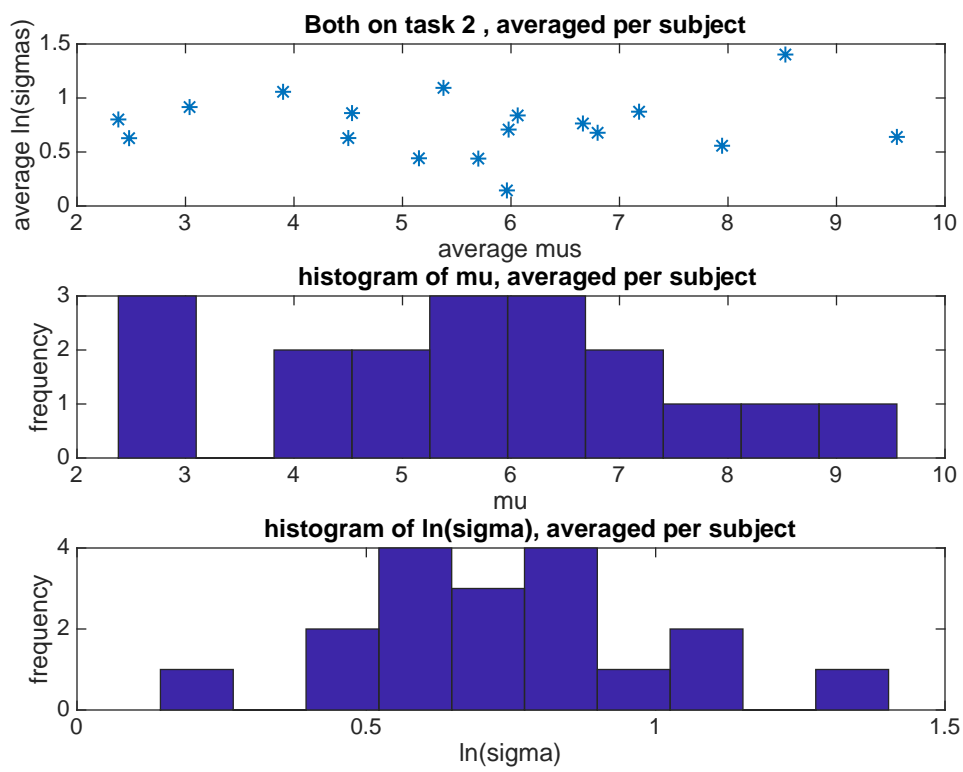 Both on task 2 , averaged per subject
average ln(sigmas)
1.5
1
0.5
0
2 3 4 5 6 7 8 9 10
average mus
histogram of mu, averaged per subject
frequency
3
2
1
0
2 3 4 5 6 7 8 9 10
mu
histogram of ln(sigma), averaged per subject
frequency
4
2
0
0 0.5 1 1.5
ln(sigma)